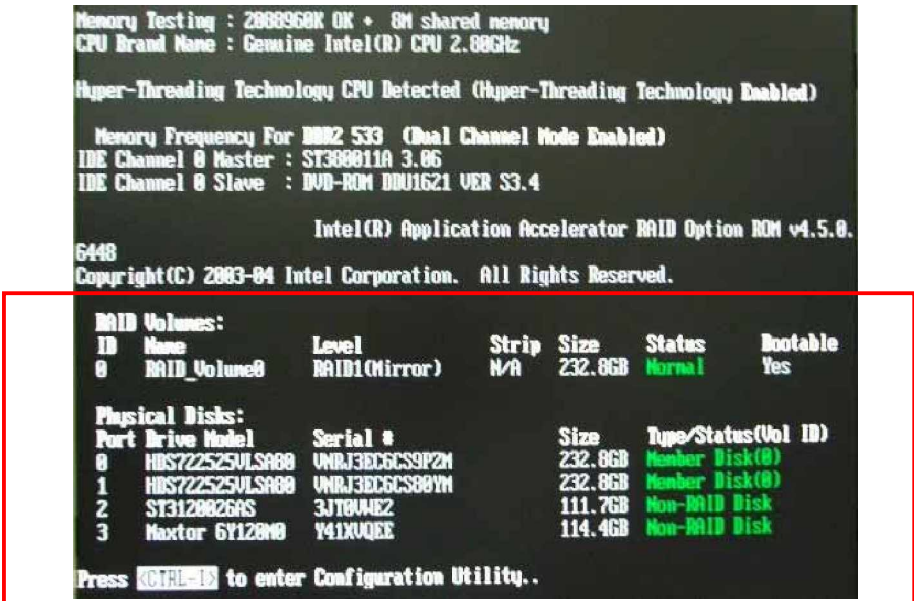 Memory Testing : 2088960K OK + 8M shared memory
CPU Brand Name : Genuine Intel(R) CPU 2.80GHz
Hyper-Threading Technology CPU Detected (Hyper-Threading Technology Enabled)
Memory Frequency For DDR2 533 (Dual Channel Mode Enabled)
IDE Channel 0 Master : ST380011A 3.06
IDE Channel 0 Slave : DVD-ROM DDU1621 VER S3.4
Intel(R) Application Accelerator RAID Option ROM v4.5.0.
6448
Copyright(C) 2003-04 Intel Corporation. All Rights Reserved.
RAID Volumes:
ID Name Level Strip Size Status Bootable
0 RAID_Volume0 RAID1(Mirror) N/A 232.8GB Normal Yes
Physical Disks:
Port Drive Model Serial # Size Type/Status(Vol ID)
0 HDS722525VLSA80 VNRJ3EC6CS9PZM 232.8GB Member Disk(0)
1 HDS722525VLSA80 VNRJ3EC6CS80YM 232.8GB Member Disk(0)
2 ST3120026AS 3JT0VWE2 111.7GB Non-RAID Disk
3 Maxtor 6Y120M0 Y41XVQEE 114.4GB Non-RAID Disk
Press <CTRL-I> to enter Configuration Utility..